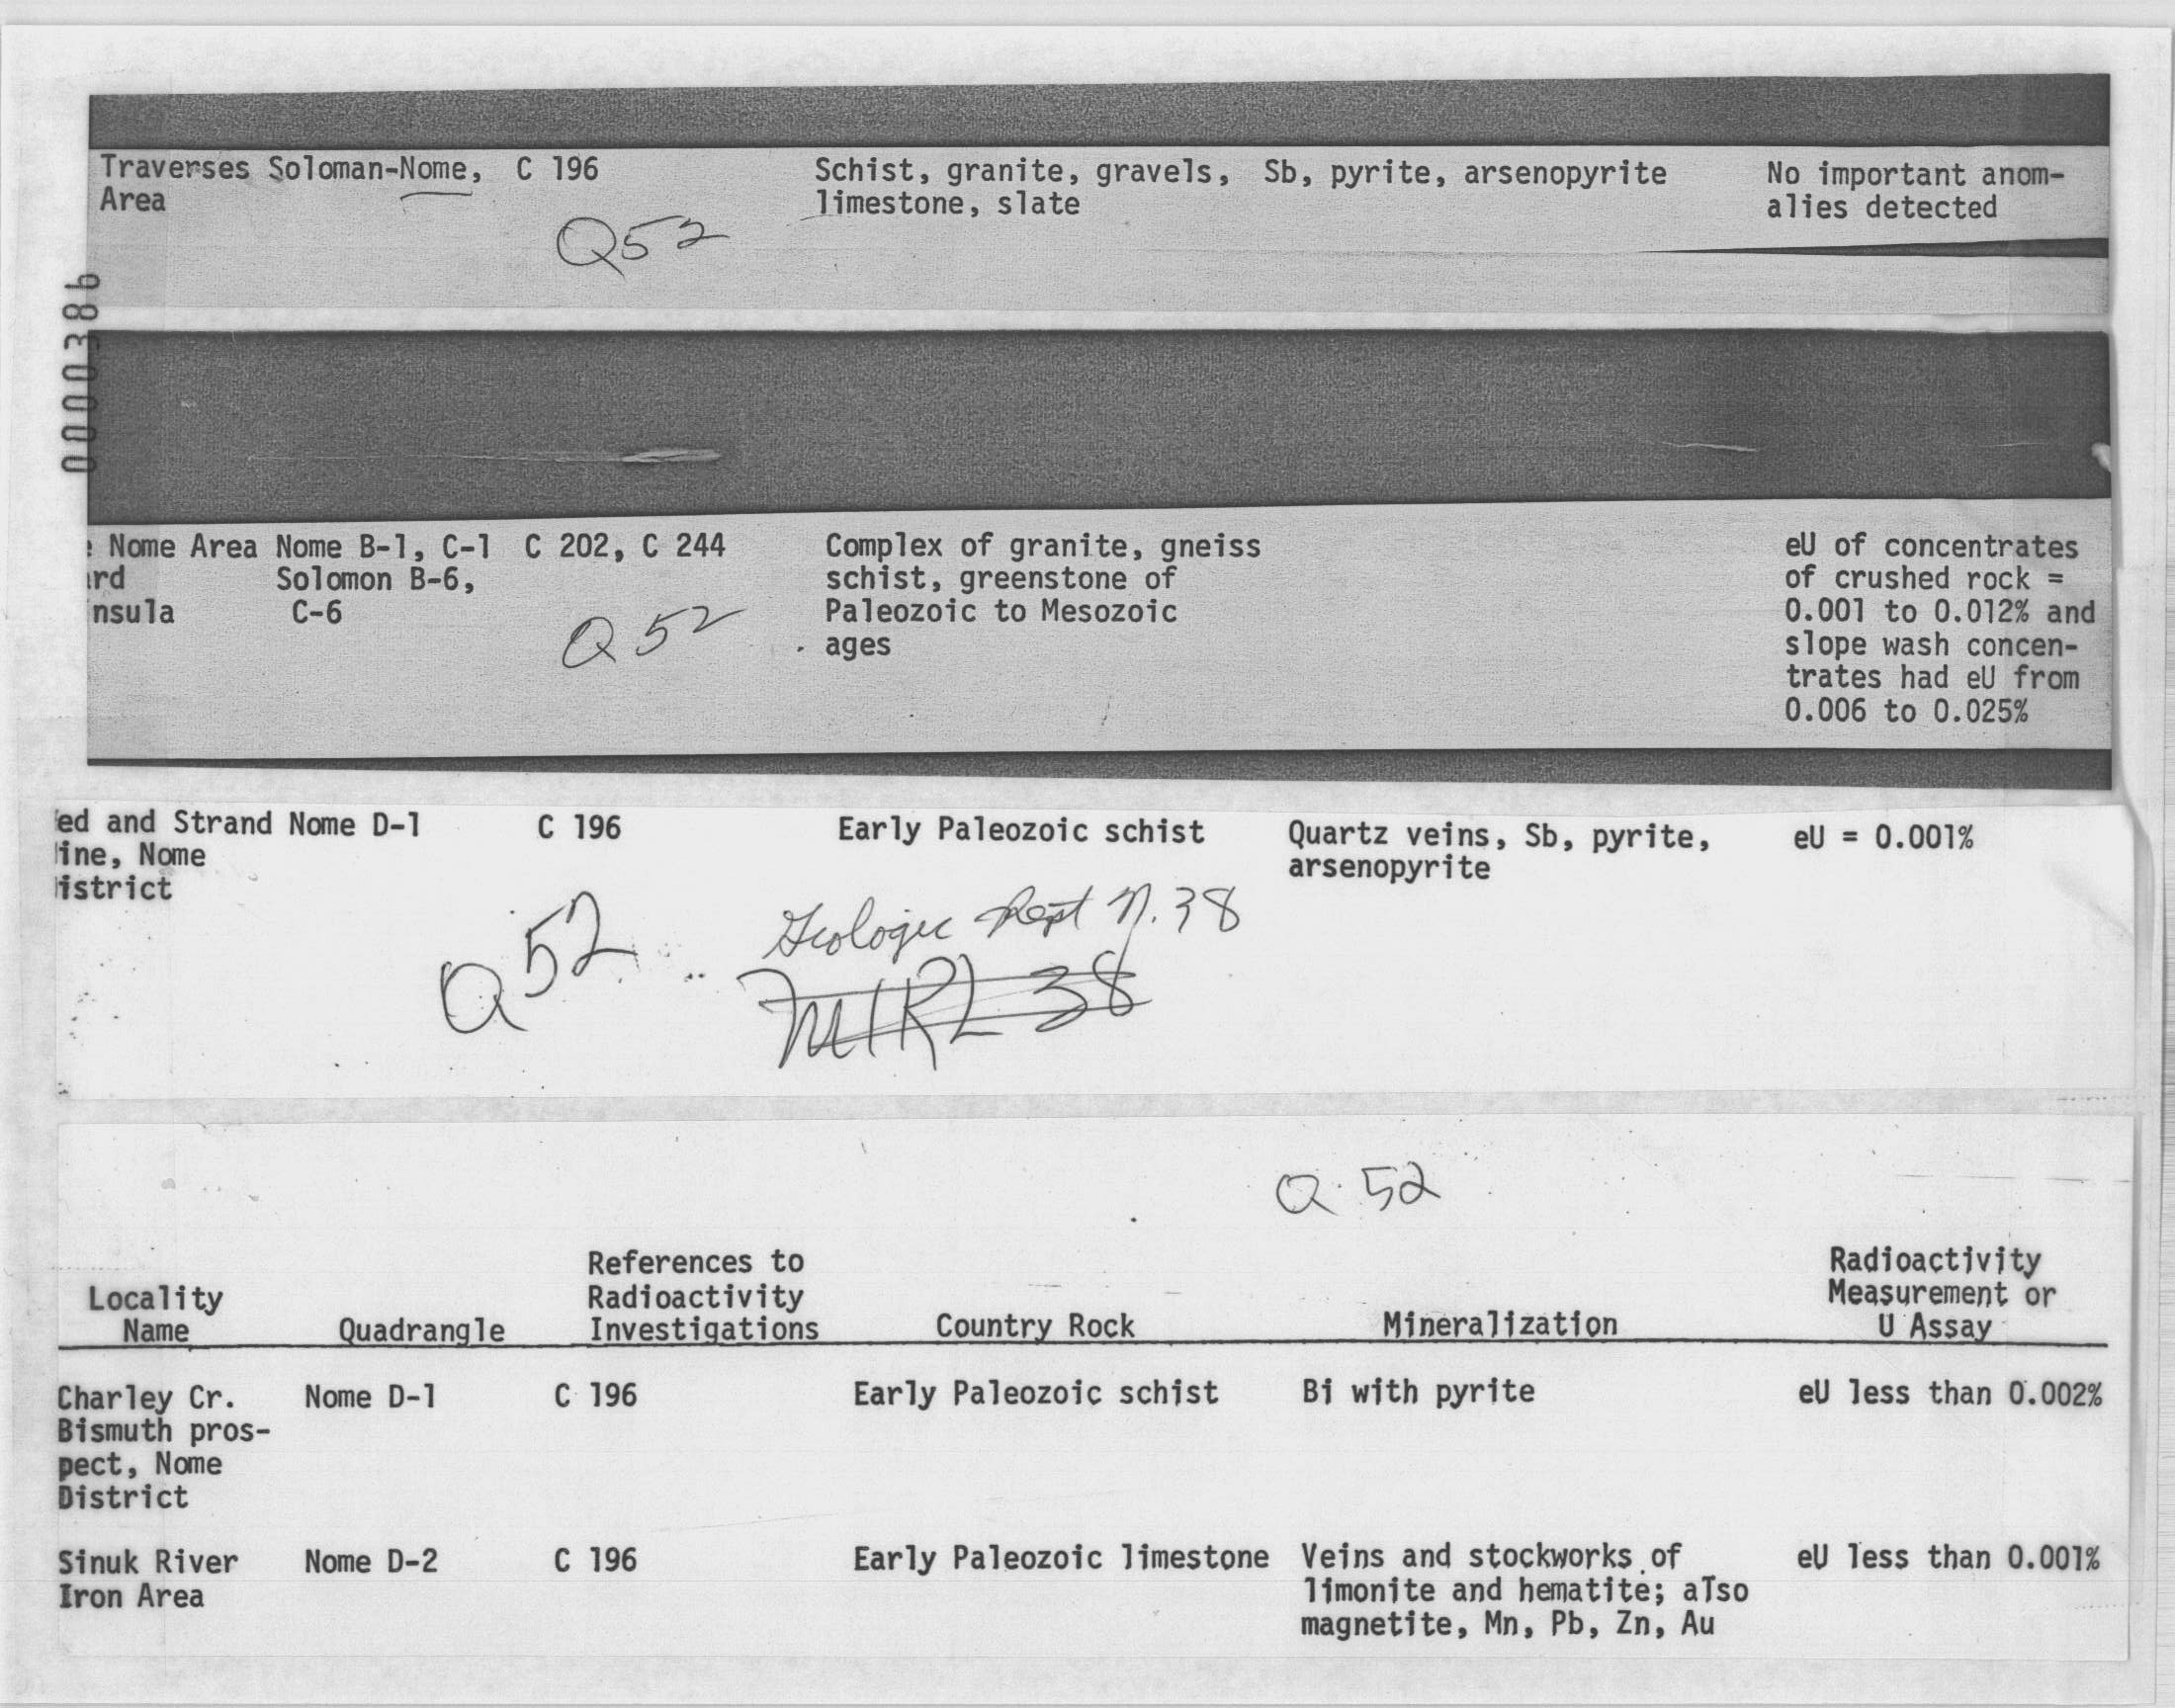 Traverses Soloman-Nome, C 196 Schist, granite, gravels, Sb, pyrite, arsenopyrite No important anom-
Area limestone, slate alies detected
Q52
000038b
Nome Area Nome B-1, C-1 C 202, C 244 Complex of granite, gneiss eU of concentrates
ard Solomon B-6, schist, greenstone of of crushed rock =
nsula C-6 Paleozoic to Mesozoic 0.001 to 0.012% and
Q 52 ages slope wash concen-
trates had eU from
0.006 to 0.025%
ed and Strand Nome D-1 C 196 Early Paleozoic schist Quartz veins, Sb, pyrite, eU = 0.001%
ine, Nome arsenopyrite
istrict
Q 52 Geologic Rept n. 38
MIRL 38
Q. 52
References to Radioactivity
Locality Radioactivity Measurement or
Name Quadrangle Investigations Country Rock Mineralization U Assay
Charley Cr. Nome D-1 C 196 Early Paleozoic schist Bi with pyrite eU less than 0.002%
Bismuth pros-
pect, Nome
District
Sinuk River Nome D-2 C 196 Early Paleozoic limestone Veins and stockworks of eU less than 0.001%
Iron Area limonite and hematite; also
magnetite, Mn, Pb, Zn, Au